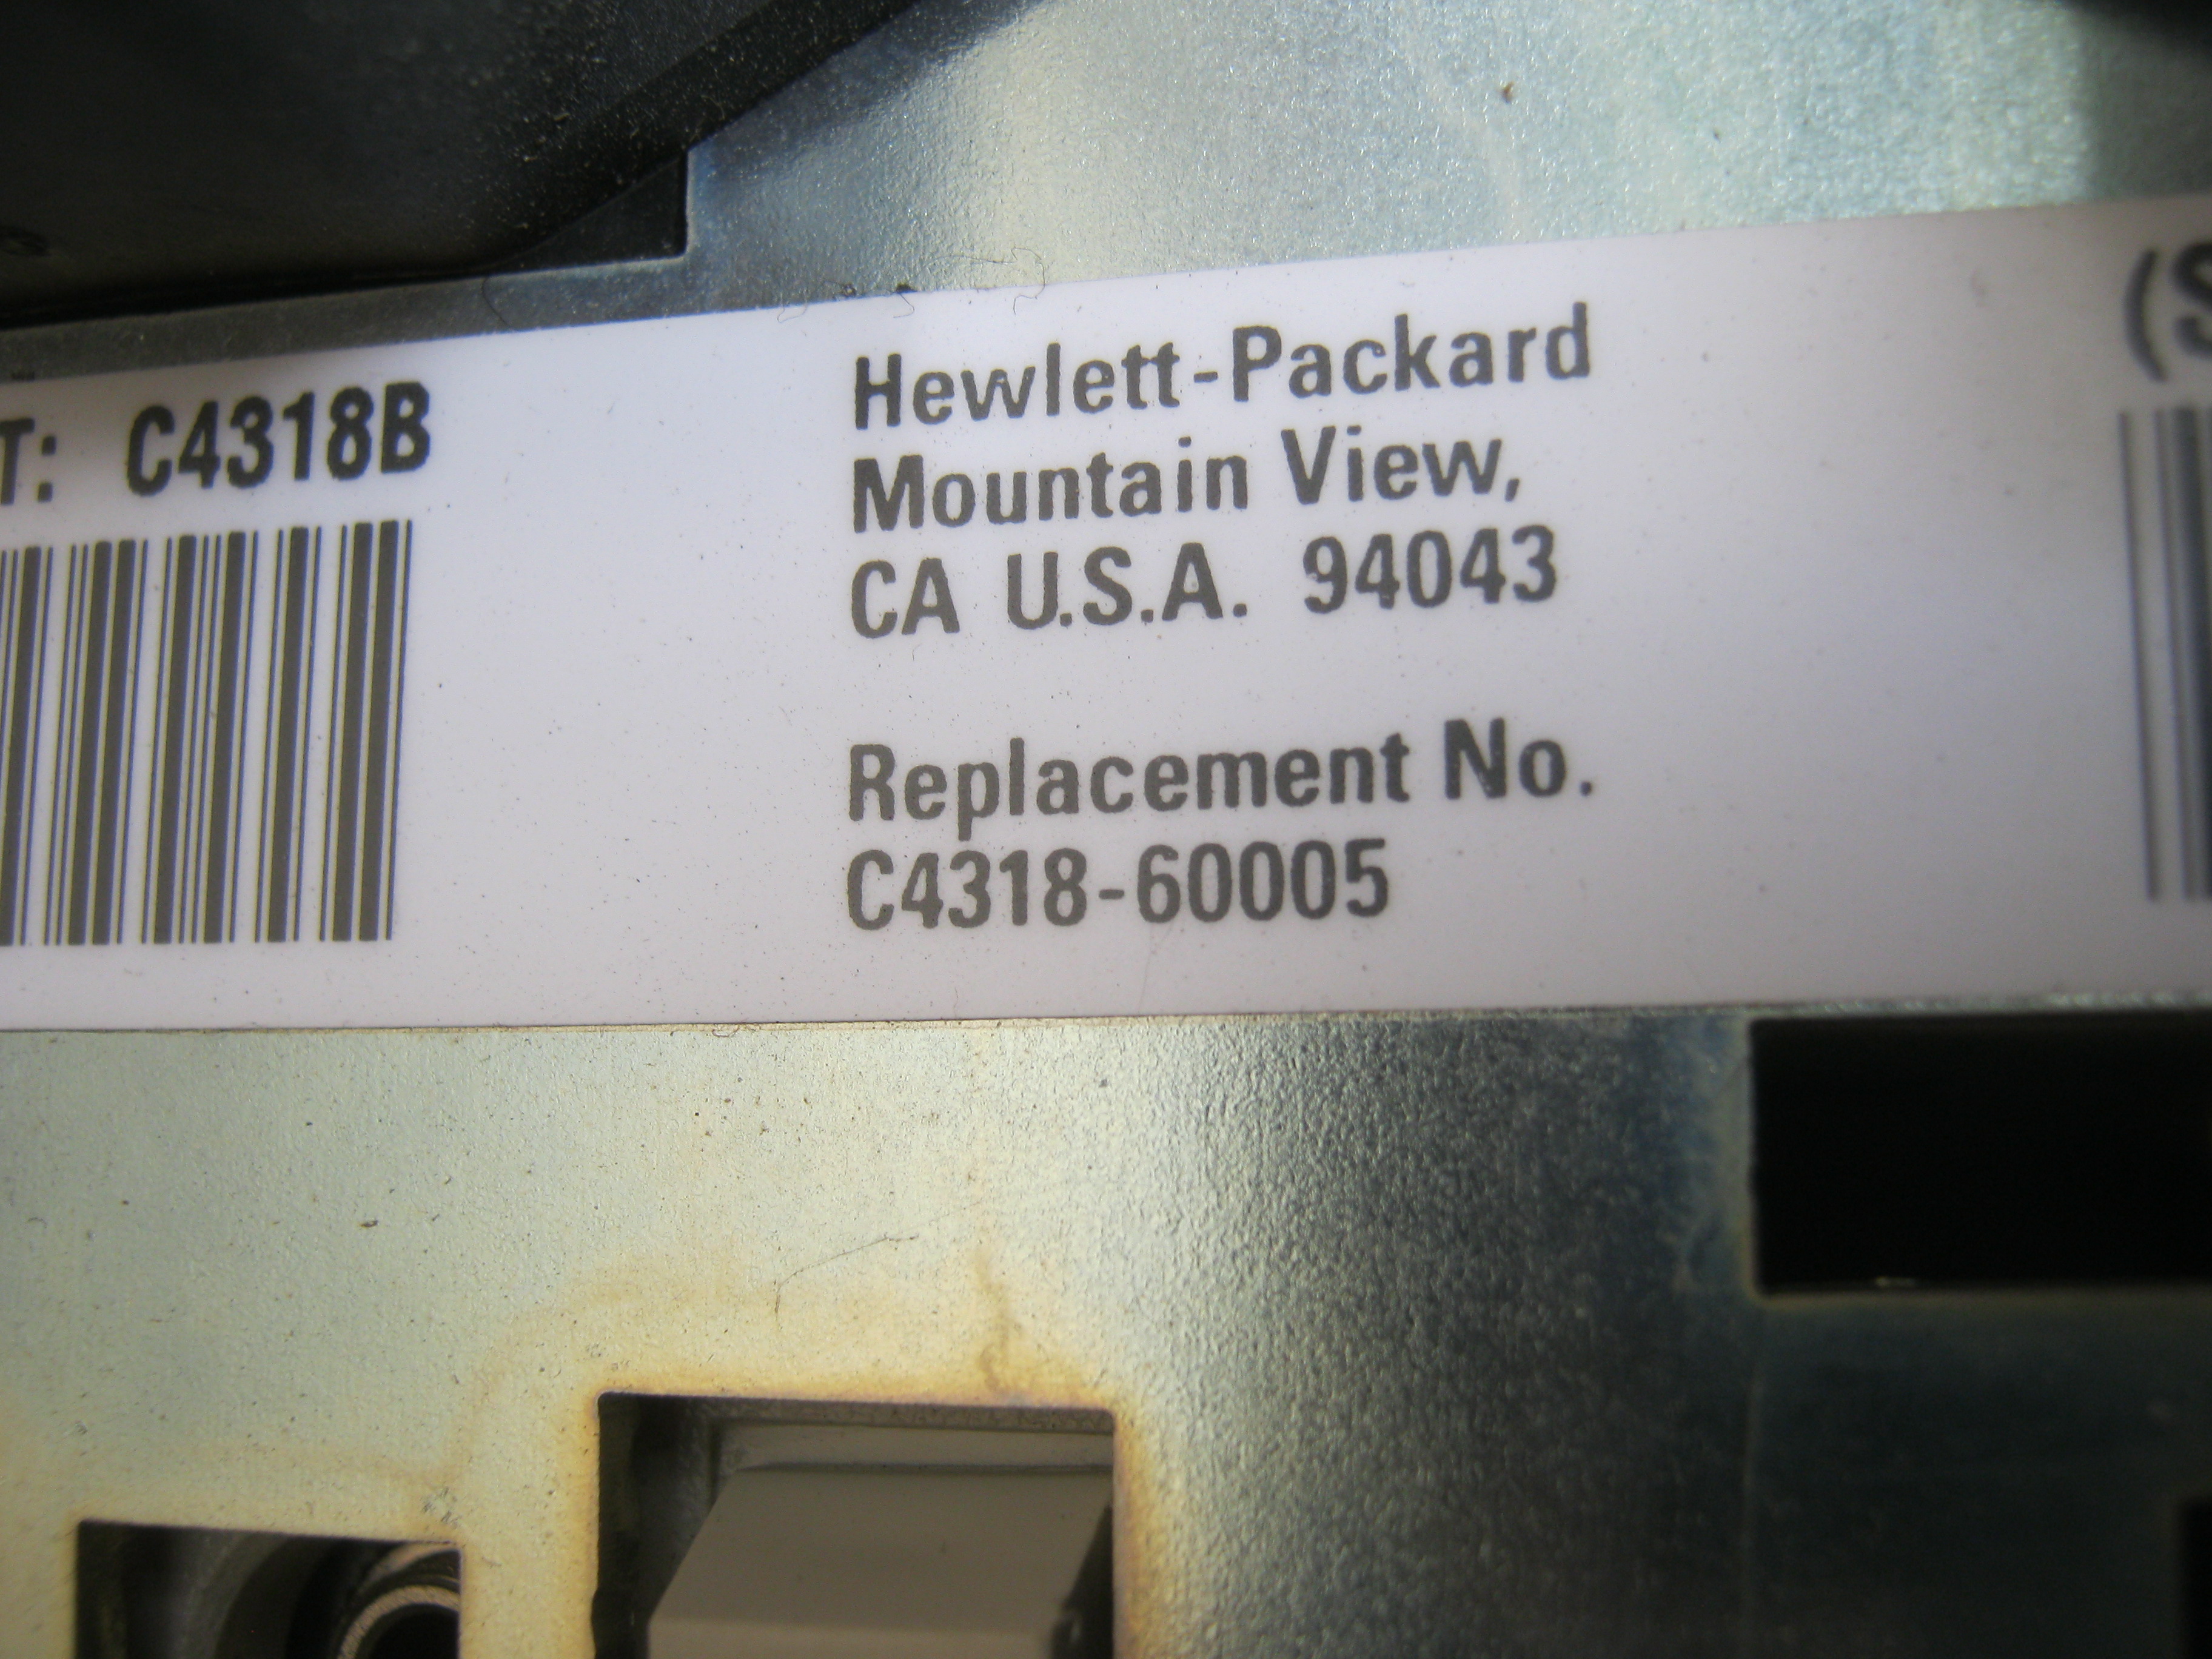 T: C4318B
Hewlett-Packard
Mountain View,
CA U.S.A. 94043
Replacement No.
C4318-60005
(S